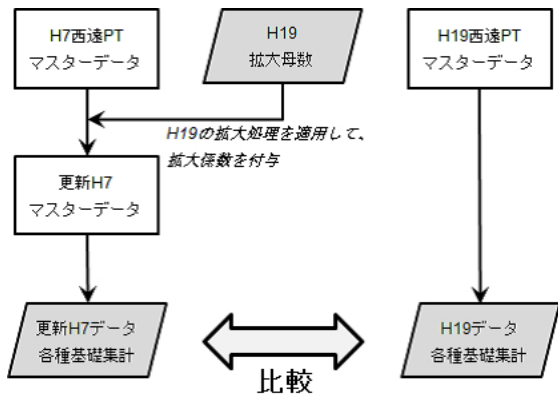 H7西遠PT
マスターデータ
H19
拡大母数
H19西遠PT
マスターデータ
H19の拡大処理を適用して、
拡大係数を付与
更新H7
マスターデータ
更新H7データ
各種基礎集計
H19データ
各種基礎集計
比較